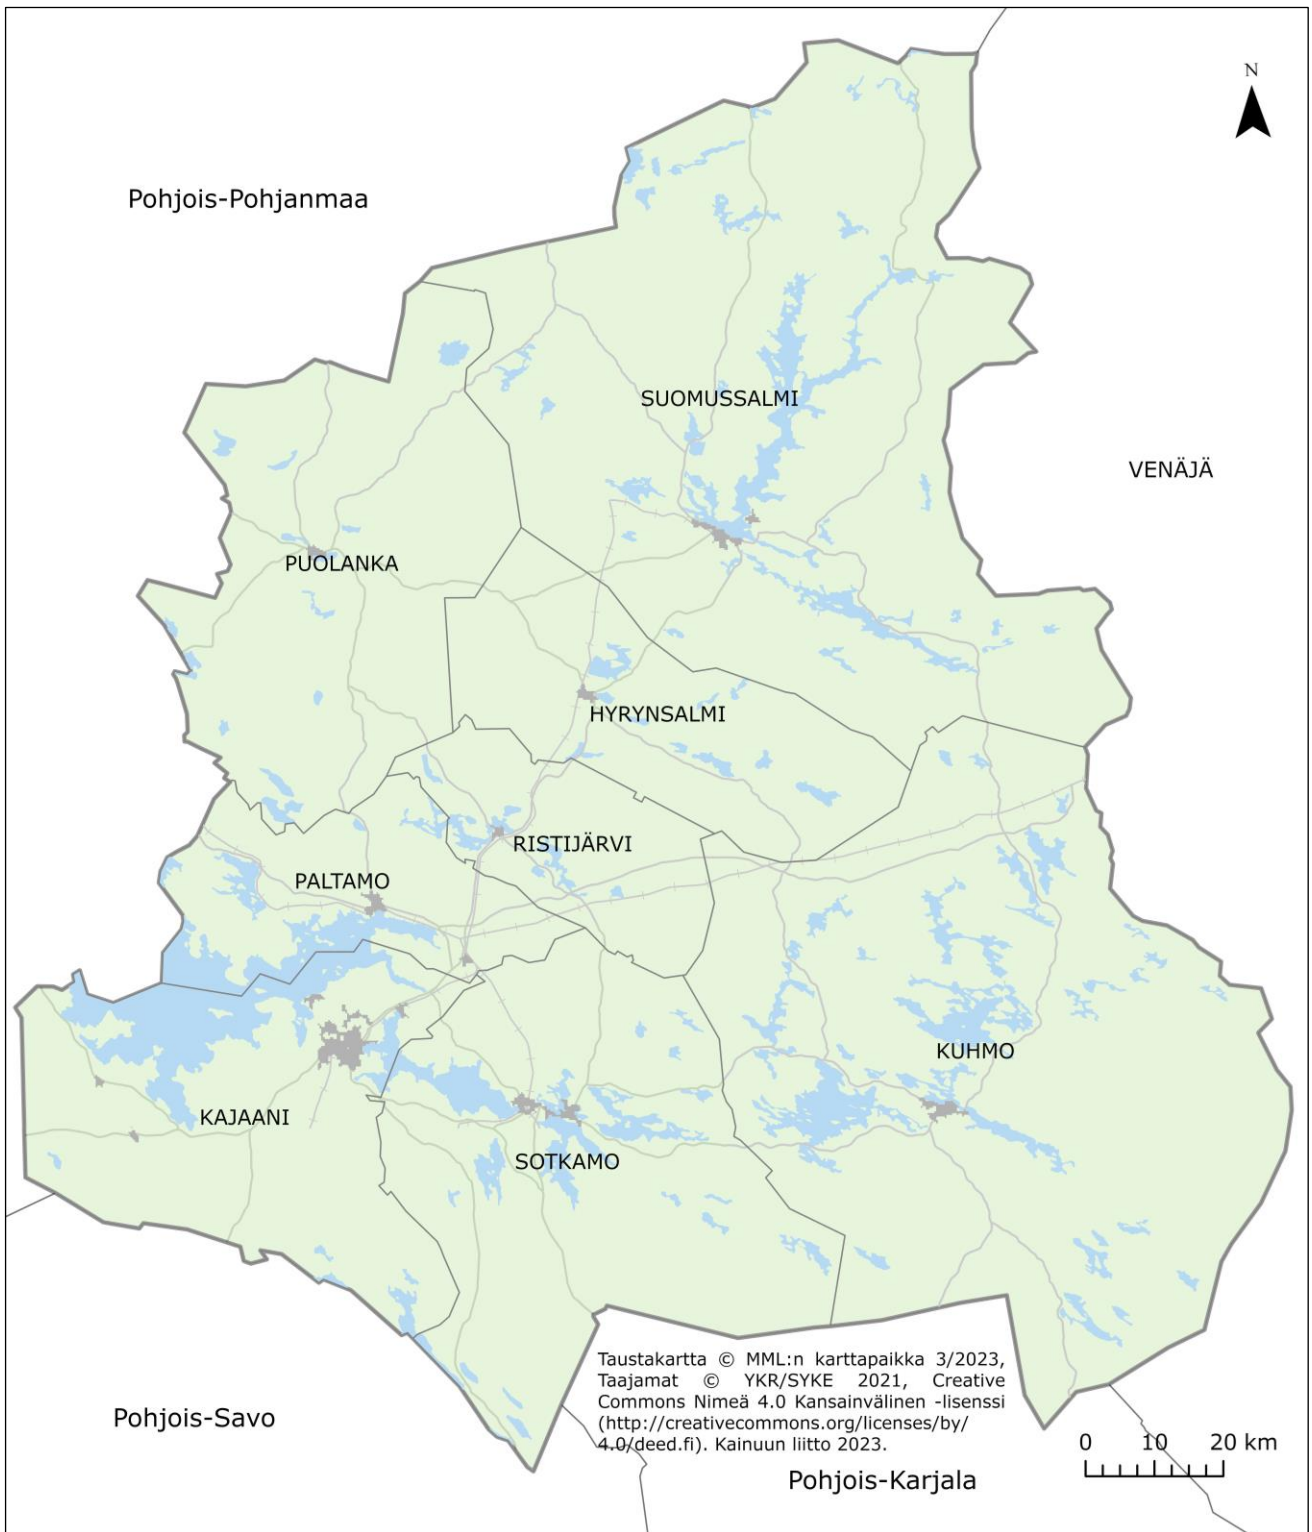 N
Pohjois-Pohjanmaa
SUOMUSSALMI
VENÄJÄ
PUOLANKA
HYRYNSALMI
RISTIJÄRVI
PALTAMO
KUHMO
KAJAANI
SOTKAMO
Taustakartta © MML:n karttapaikka 3/2023,
Taajamat © YKR/SYKE 2021, Creative
Commons Nimeä 4.0 Kansainvälinen -lisenssi
(http://creativecommons.org/licenses/by/
4.0/deed.fi). Kainuun liitto 2023.
Pohjois-Savo
0 10 20 km
Pohjois-Karjala